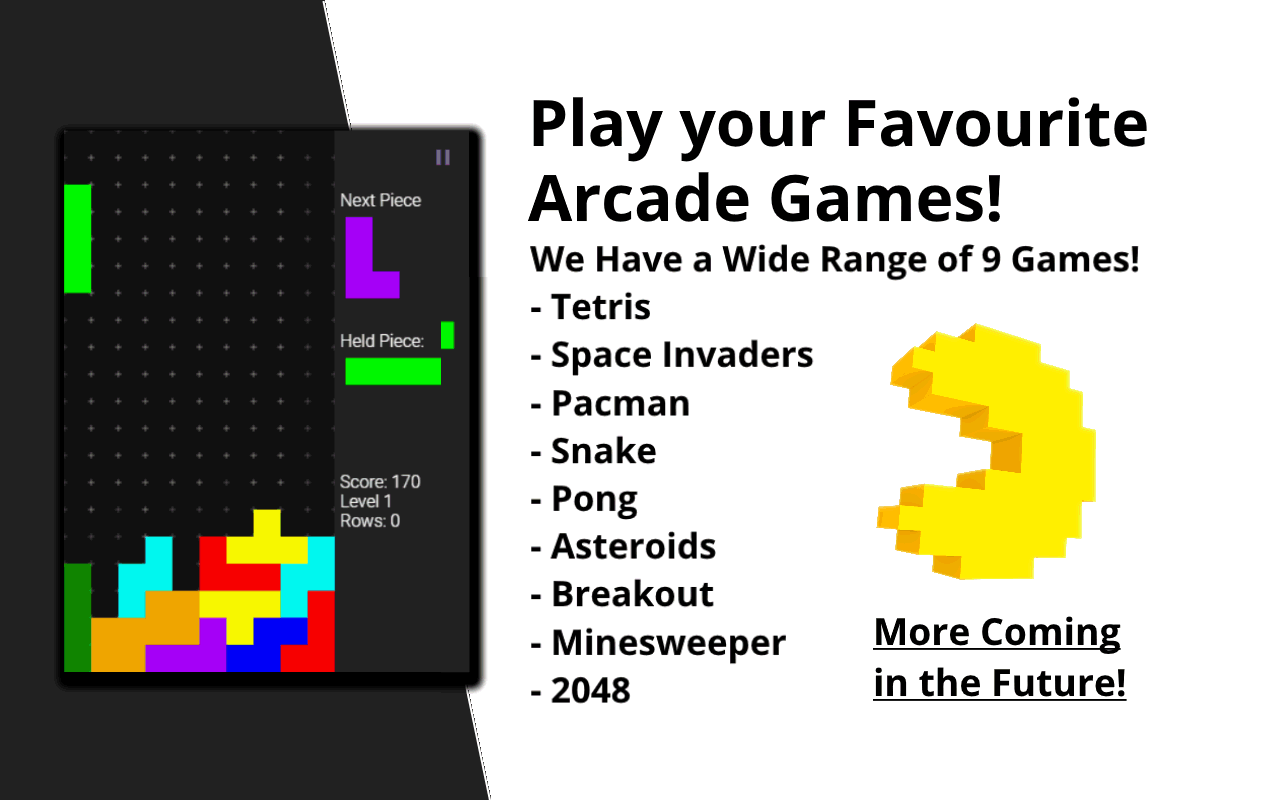 Play your Favourite
Arcade Games!
We Have a Wide Range of 9 Games!
- Tetris
- Space Invaders
- Pacman
- Snake
- Pong
- Asteroids
- Breakout
- Minesweeper
- 2048
More Coming
in the Future!
Next Piece
Held Piece:
Score: 170
Level 1
Rows: 0